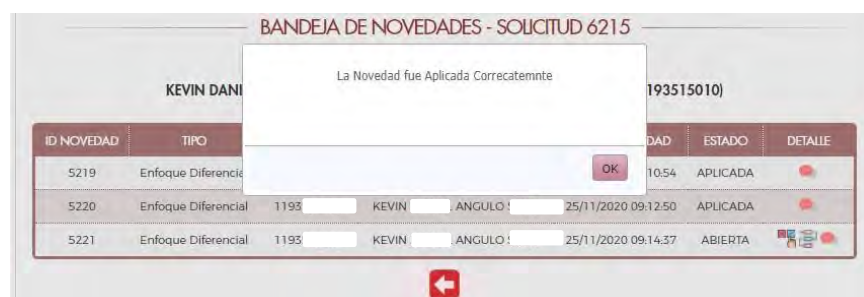 BANDEJA DE NOVEDADES - SOLICITUD 6215
La Novedad fue Aplicada Correcatemnte
KEVIN DANI 193515010)
OK
ID NOVEDAD TIPO DAD ESTADO DETALLE
5219 Enfoque Diferencia 10:54 APLICADA
5220 Enfoque Diferencial 1193 KEVIN . ANGULO 25/11/2020 09:12:50 APLICADA
5221 Enfoque Diferencial 1193 KEVIN . ANGULO 25/11/2020 09:14:37 ABIERTA